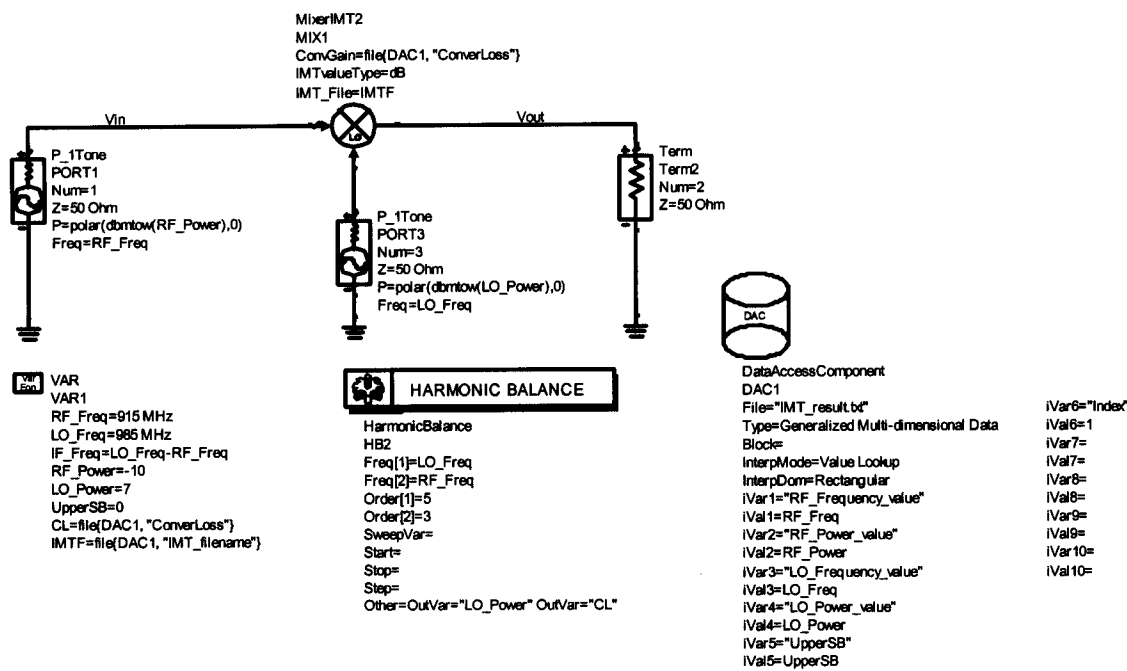 MixerIMT2
MIX1
ConvGain=file{DAC1, "ConverLoss"}
IMTvalueType=dB
IMT_File=IMTF
Vin
LO
Vout
P_1Tone
PORT1
Num=1
Z=50 Ohm
P=polar(dbmtow(RF_Power),0)
Freq=RF_Freq
P_1Tone
PORT3
Num=3
Z=50 Ohm
P=polar(dbmtow(LO_Power),0)
Freq=LO_Freq
Term
Term2
Num=2
Z=50 Ohm
Var
Eqn
VAR
VAR1
RF_Freq=915 MHz
LO_Freq=985 MHz
IF_Freq=LO_Freq-RF_Freq
RF_Power=-10
LO_Power=7
UpperSB=0
CL=file{DAC1, "ConverLoss"}
IMTF=file{DAC1, "IMT_filename"}
HARMONIC BALANCE
HarmonicBalance
HB2
Freq[1]=LO_Freq
Freq[2]=RF_Freq
Order[1]=5
Order[2]=3
SweepVar=
Start=
Stop=
Step=
Other=OutVar="LO_Power" OutVar="CL"
DAC
DataAccessComponent
DAC1
File="IMT_result.txt"
Type=Generalized Multi-dimensional Data
Block=
InterpMode=Value Lookup
InterpDom=Rectangular
iVar1="RF_Frequency_value"
iVal1=RF_Freq
iVar2="RF_Power_value"
iVal2=RF_Power
iVar3="LO_Frequency_value"
iVal3=LO_Freq
iVar4="LO_Power_value"
iVal4=LO_Power
iVar5="UpperSB"
iVal5=UpperSB
iVar6="Index"
iVal6=1
iVar7=
iVal7=
iVar8=
iVal8=
iVar9=
iVal9=
iVar10=
iVal10=